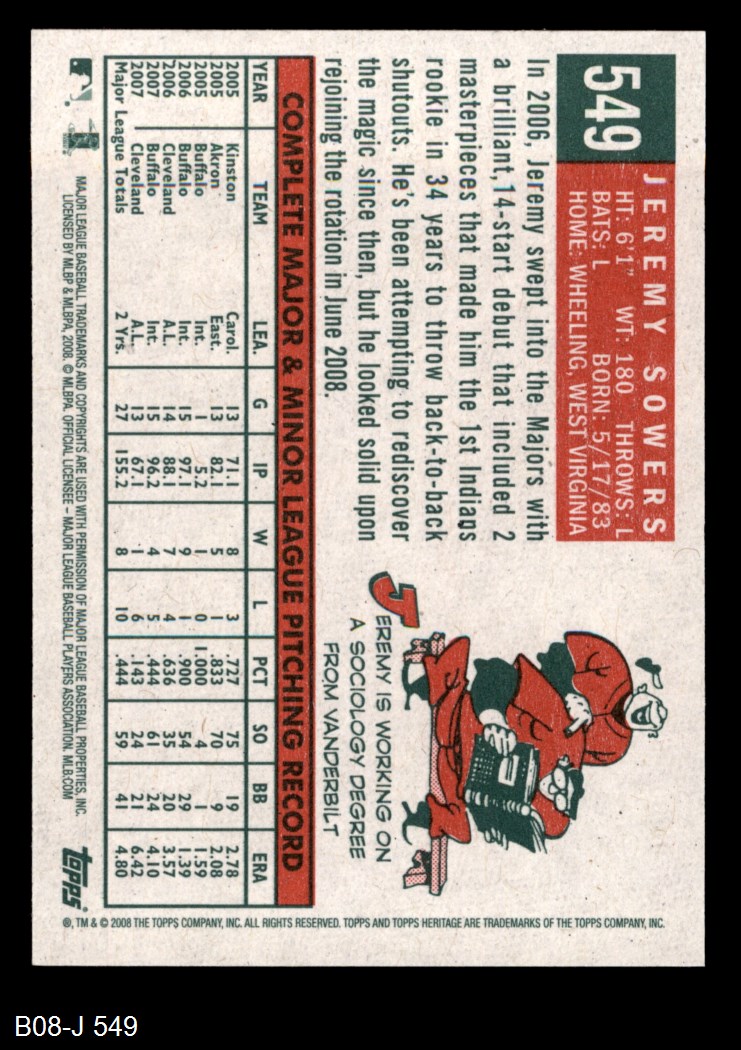 549
JEREMY SOWERS
HT: 6'1" WT: 180 THROWS: L
BATS: L BORN: 5/17/83
HOME: WHEELING, WEST VIRGINIA
In 2006, Jeremy swept into the Majors with
a brilliant,14-start debut that included 2
masterpieces that made him the 1st Indians
rookie in 34 years to throw back-to-back
shutouts. He's been attempting to rediscover
the magic since then, but he looked solid upon
rejoining the rotation in June 2008.
JEREMY IS WORKING ON
A SOCIOLOGY DEGREE
FROM VANDERBILT
COMPLETE MAJOR & MINOR LEAGUE PITCHING RECORD
YEAR TEAM LEA. G IP W L PCT SO BB ERA
2005 Kinston Carol. 13 71.1 8 3 .727 75 19 2.78
2005 Akron East. 13 82.1 5 1 .833 70 9 2.08
2005 Buffalo Int. 1 5.2 1 0 1.000 4 1 1.59
2006 Buffalo Int. 15 97.1 9 1 .900 54 29 1.39
2006 Cleveland A.L. 14 88.1 7 4 .636 35 20 3.57
2007 Buffalo Int. 15 96.2 4 5 .444 61 24 4.10
2007 Cleveland A.L. 13 67.1 1 6 .143 24 21 6.42
Major League Totals 2 Yrs. 27 155.2 8 10 .444 59 41 4.80
MAJOR LEAGUE BASEBALL TRADEMARKS AND COPYRIGHTS ARE USED WITH PERMISSION OF MAJOR LEAGUE BASEBALL PROPERTIES, INC.
LICENSED BY MLBP & MLBPA, 2008. © MLBPA. OFFICIAL LICENSEE – MAJOR LEAGUE BASEBALL PLAYERS ASSOCIATION. MLB.COM
topps
®, TM & © 2008 THE TOPPS COMPANY, INC. ALL RIGHTS RESERVED. TOPPS AND TOPPS HERITAGE ARE TRADEMARKS OF THE TOPPS COMPANY, INC.
B08-J 549